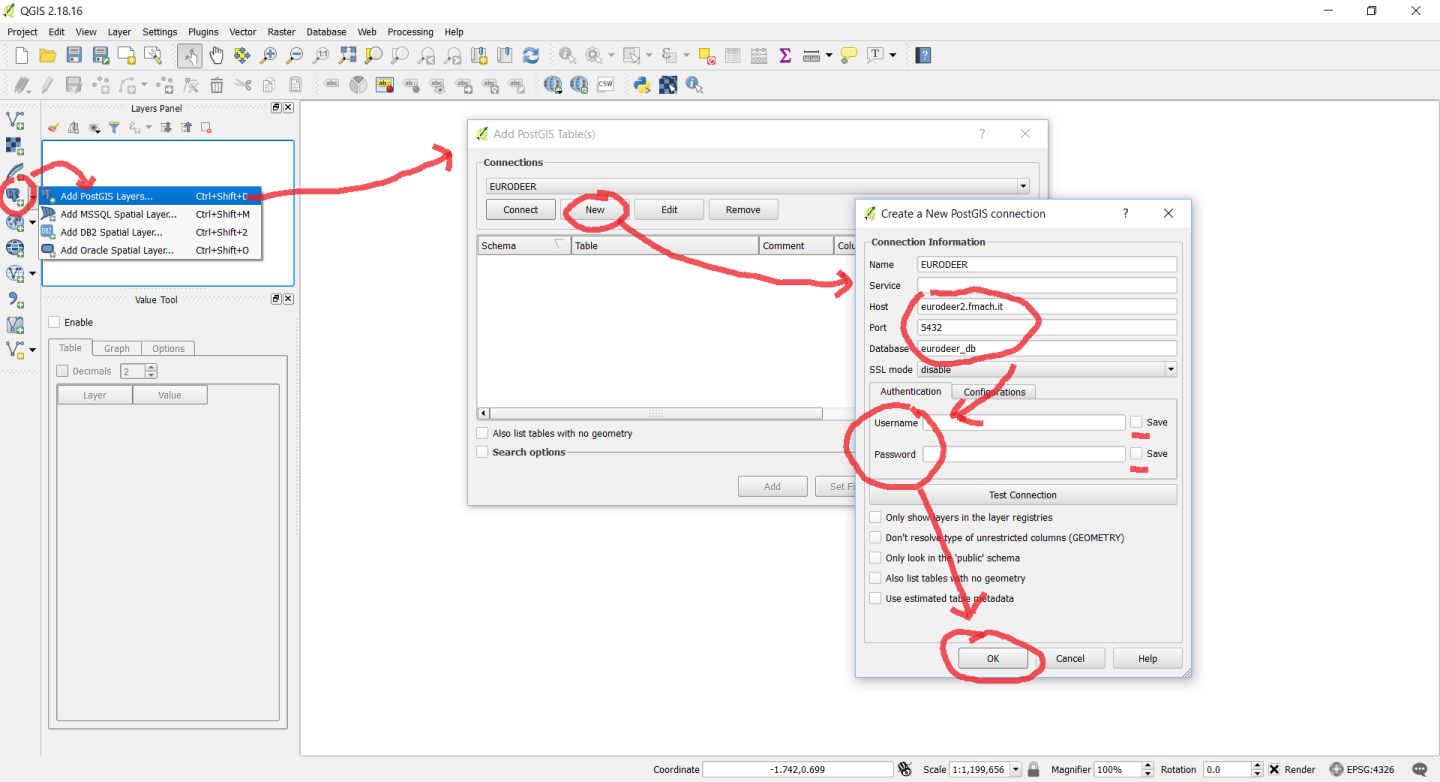 QGIS 2.18.16
Project Edit View Layer Settings Plugins Vector Raster Database Web Processing Help
Layers Panel
Add PostGIS Layers... Ctrl+Shift+D
Add MSSQL Spatial Layer... Ctrl+Shift+M
Add DB2 Spatial Layer... Ctrl+Shift+2
Add Oracle Spatial Layer... Ctrl+Shift+O
Value Tool
Enable
Table Graph Options
Decimals 2
Layer Value
Add PostGIS Table(s)
Connections
EURODEER
Connect New Edit Remove
Schema Table Comment Colu
Also list tables with no geometry
Search options
Add Set Fi
Create a New PostGIS connection
Connection Information
Name EURODEER
Service
Host eurodeer2.fmach.it
Port 5432
Database eurodeer_db
SSL mode disable
Authentication Configurations
Username Save
Password Save
Test Connection
Only show layers in the layer registries
Don't resolve type of unrestricted columns (GEOMETRY)
Only look in the 'public' schema
Also list tables with no geometry
Use estimated table metadata
OK Cancel Help
Coordinate -1.742,0.699 Scale 1:1,199,656 Magnifier 100% Rotation 0.0 Render EPSG:4326